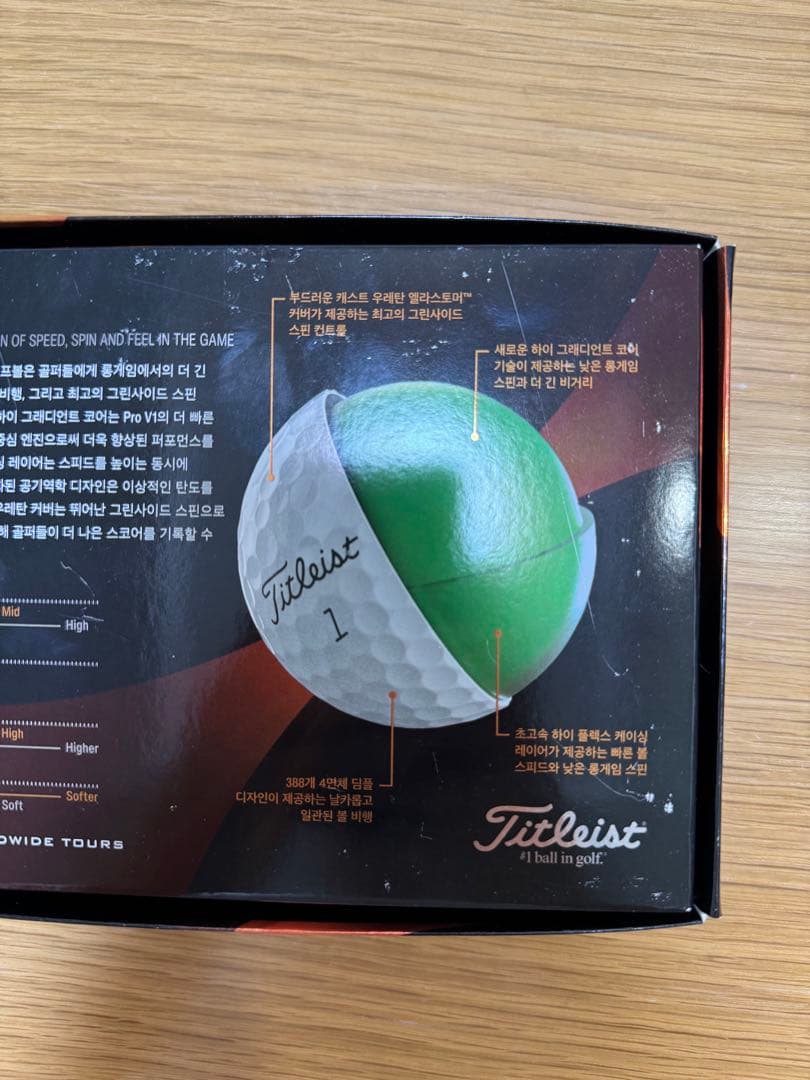 N OF SPEED, SPIN AND FEEL IN THE GAME
프볼은 골퍼들에게 롱게임에서의 더 긴
비행, 그리고 최고의 그린사이드 스핀
하이 그래디언트 코어는 Pro V1의 더 빠른
중심 엔진으로써 더욱 향상된 퍼포먼스를
싱 레이어는 스피드를 높이는 동시에
화된 공기역학 디자인은 이상적인 탄도를
우레탄 커버는 뛰어난 그린사이드 스핀으로
해 골퍼들이 더 나은 스코어를 기록할 수
Mid
High
High
Higher
Softer
Soft
DWIDE TOURS
부드러운 캐스트 우레탄 엘라스토머™
커버가 제공하는 최고의 그린사이드
스핀 컨트롤
새로운 하이 그래디언트 코어
기술이 제공하는 낮은 롱게임
스핀과 더 긴 비거리
Titleist
1
초고속 하이 플렉스 케이싱
레이어가 제공하는 빠른 볼
스피드와 낮은 롱게임 스핀
388개 4면체 딤플
디자인이 제공하는 날카롭고
일관된 볼 비행
Titleist
#1 ball in golf.®